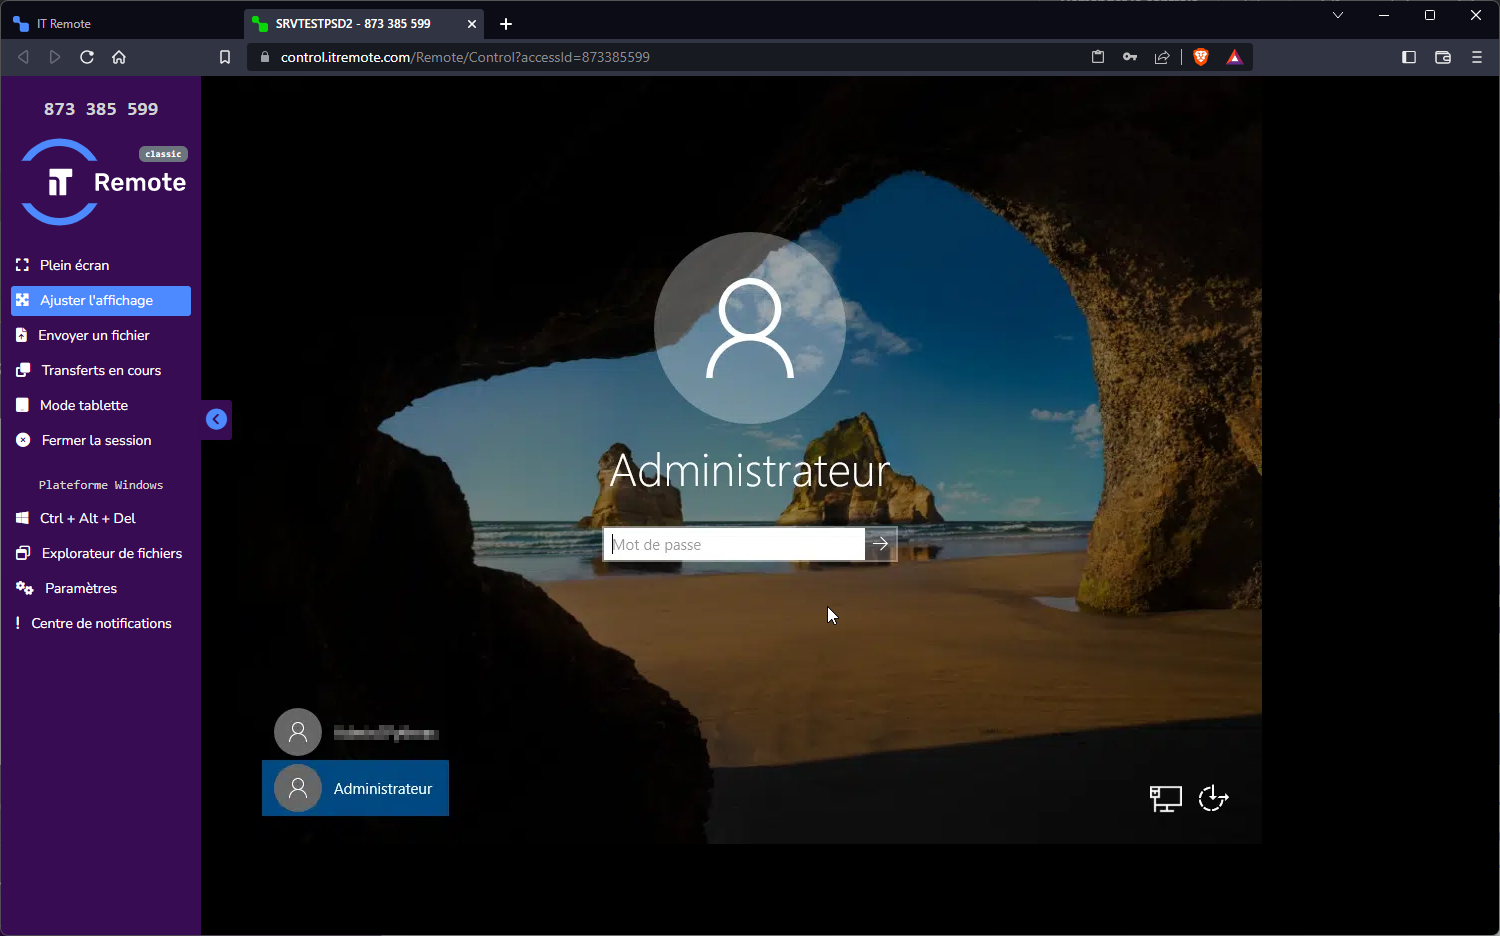 IT Remote
SRVTESTPSD2 - 873 385 599
control.itremote.com/Remote/Control?accessId=873385599
873 385 599
classic
iT Remote
Plein écran
Ajuster l'affichage
Envoyer un fichier
Transferts en cours
Mode tablette
Fermer la session
Plateforme Windows
Ctrl + Alt + Del
Explorateur de fichiers
Paramètres
Centre de notifications
Administrateur
Mot de passe
Administrateur